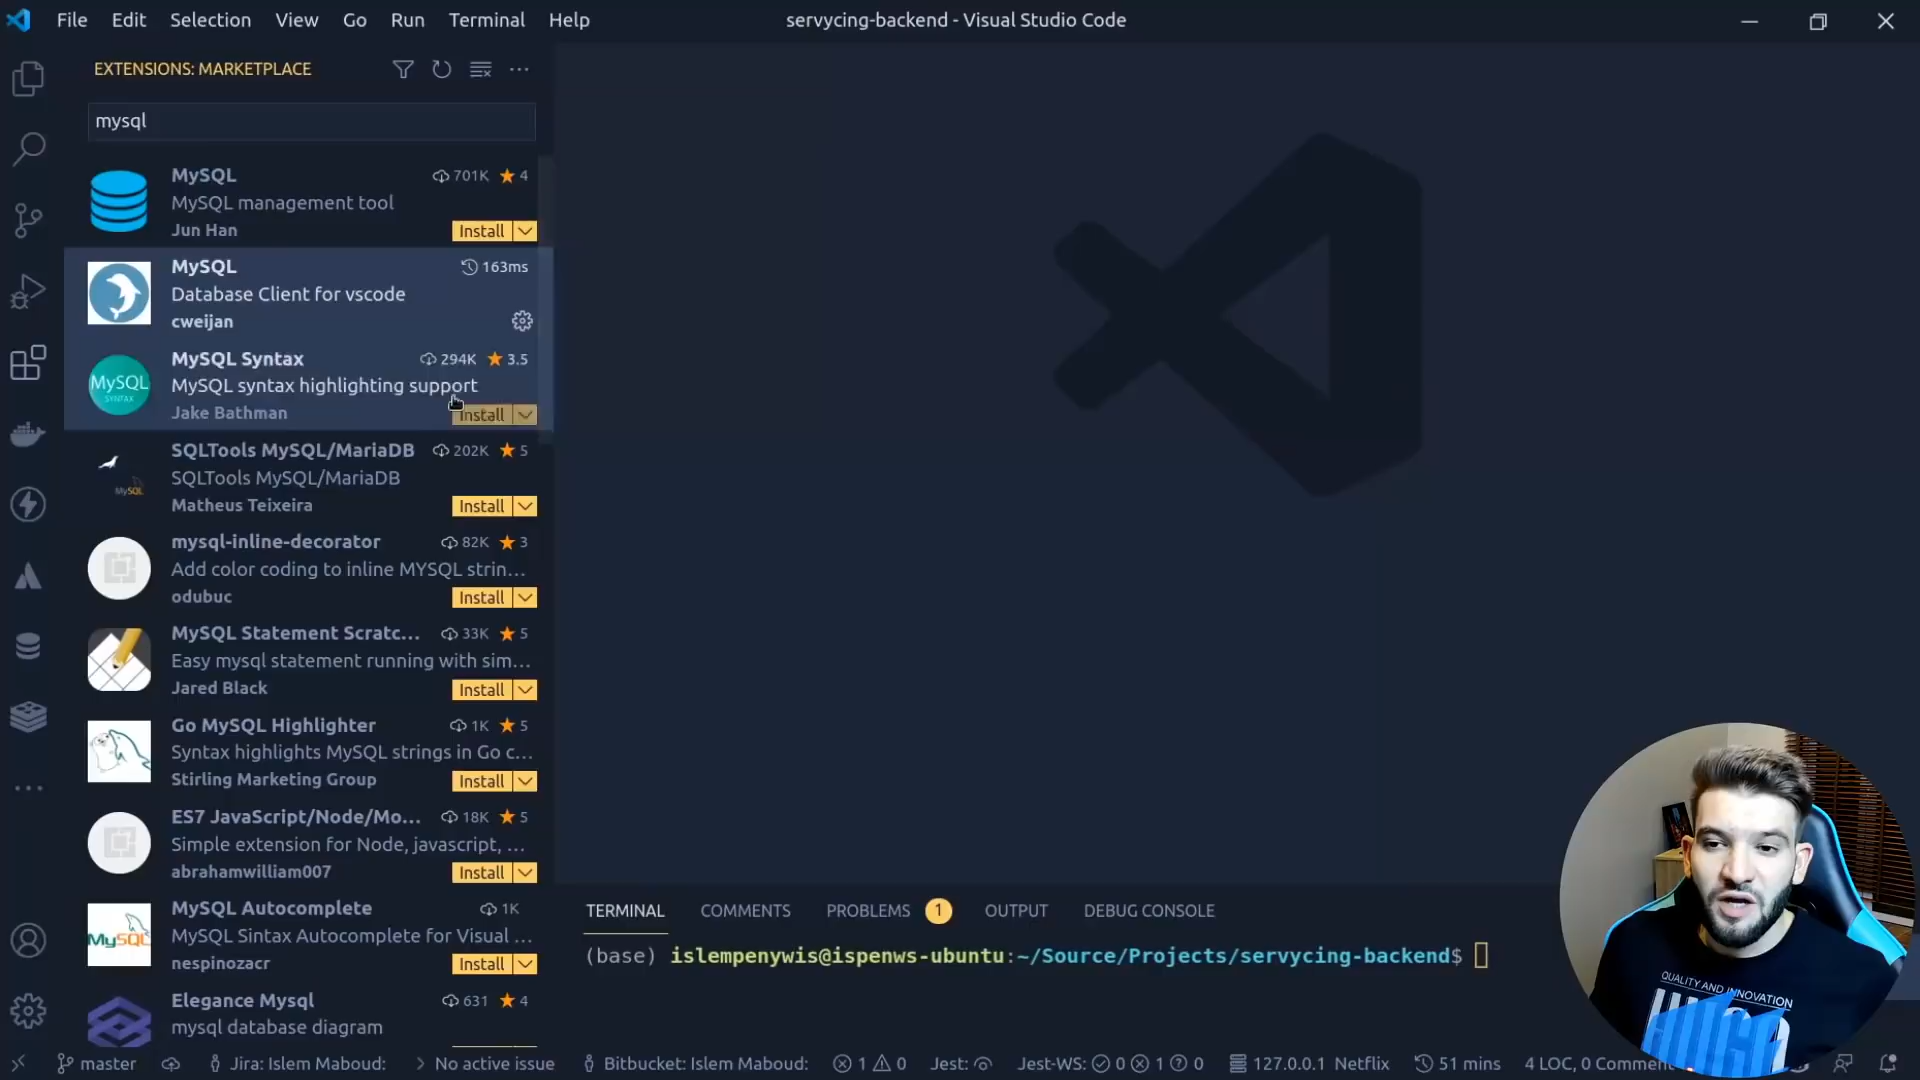 File Edit Selection View Go Run Terminal Help
servycing-backend - Visual Studio Code
EXTENSIONS: MARKETPLACE
mysql
MySQL 701K 4
MySQL management tool
Jun Han Install
MySQL 163ms
Database Client for vscode
cweijan
MySQL
SYNTAX
MySQL Syntax 294K 3.5
MySQL syntax highlighting support
Jake Bathman Install
MySQL
SQLTools MySQL/MariaDB 202K 5
SQLTools MySQL/MariaDB
Matheus Teixeira Install
mysql-inline-decorator 82K 3
Add color coding to inline MYSQL strin...
odubuc Install
MySQL Statement Scratc... 33K 5
Easy mysql statement running with sim...
Jared Black Install
Go MySQL Highlighter 1K 5
Syntax highlights MySQL strings in Go c...
Stirling Marketing Group Install
ES7 JavaScript/Node/Mo... 18K 5
Simple extension for Node, javascript, ...
abrahamwilliam007 Install
MySQL
MySQL Autocomplete 1K
MySQL Sintax Autocomplete for Visual ...
nespinozacr Install
Elegance Mysql 631 4
mysql database diagram
TERMINAL COMMENTS PROBLEMS 1 OUTPUT DEBUG CONSOLE
(base) islempenywis@ispenws-ubuntu:~/Source/Projects/servycing-backend$
QUALITY AND INNOVATION
master Jira: Islem Maboud: No active issue Bitbucket: Islem Maboud: 1 0 Jest: Jest-WS: 0 1 0 127.0.0.1 Netflix 51 mins 4 LOC, 0 Comment